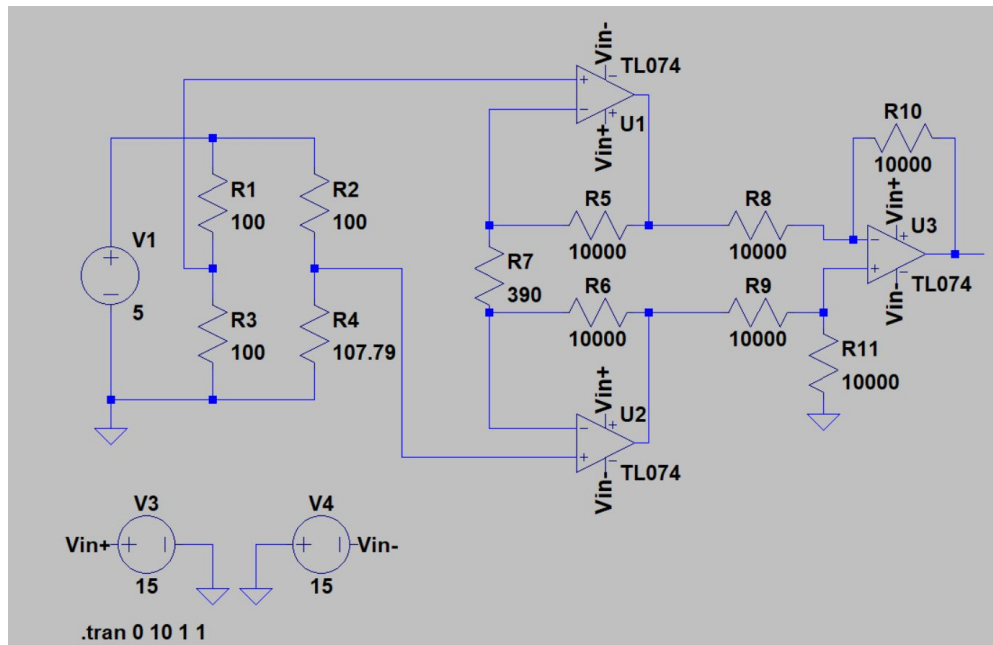 Vin-
TL074
U1
Vin+
R10
10000
Vin+
U3
TL074
Vin-
R1
100
R2
100
V1
5
R3
100
R4
107.79
R5
10000
R8
10000
R7
390
R6
10000
R9
10000
R11
10000
Vin+
U2
TL074
Vin-
V3
Vin+
15
V4
Vin-
15
.tran 0 10 1 1